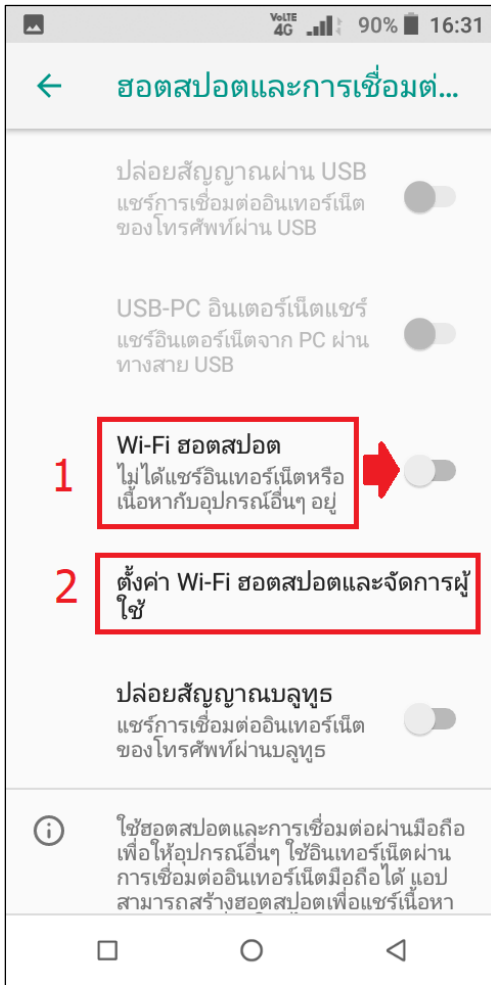 VoLTE
4G 90% 16:31
ฮอตสปอตและการเชื่อมต่...
ปล่อยสัญญาณผ่าน USB
แชร์การเชื่อมต่ออินเทอร์เน็ต
ของโทรศัพท์ผ่าน USB
USB-PC อินเตอร์เน็ตแชร์
แชร์อินเตอร์เน็ตจาก PC ผ่าน
ทางสาย USB
1
Wi-Fi ฮอตสปอต
ไม่ได้แชร์อินเทอร์เน็ตหรือ
เนื้อหากับอุปกรณ์อื่นๆ อยู่
2
ตั้งค่า Wi-Fi ฮอตสปอตและจัดการผู้
ใช้
ปล่อยสัญญาณบลูทูธ
แชร์การเชื่อมต่ออินเทอร์เน็ต
ของโทรศัพท์ผ่านบลูทูธ
ใช้ฮอตสปอตและการเชื่อมต่อผ่านมือถือ
เพื่อให้อุปกรณ์อื่นๆ ใช้อินเทอร์เน็ตผ่าน
การเชื่อมต่ออินเทอร์เน็ตมือถือได้ แอป
สามารถสร้างฮอตสปอตเพื่อแชร์เนื้อหา